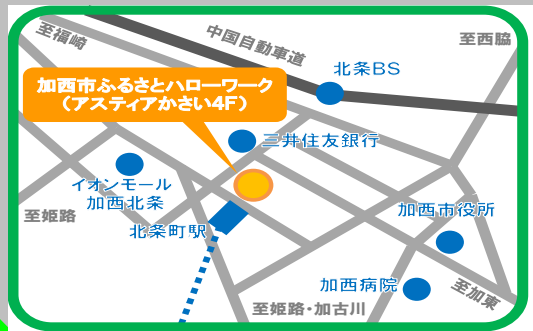 至福崎
中国自動車道
至西脇
北条BS
加西市ふるさとハローワーク
（アスティアかさい4F）
三井住友銀行
イオンモール
加西北条
至姫路
北条町駅
加西市役所
加西病院
至加東
至姫路・加古川